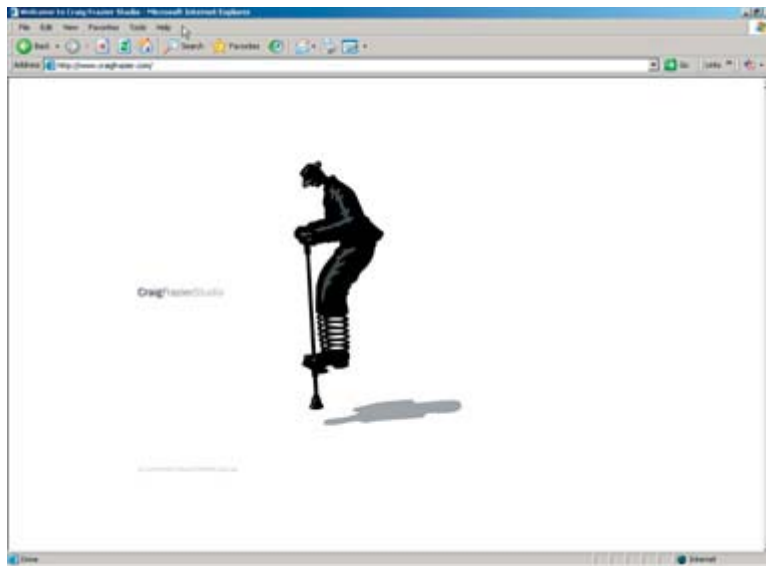 Welcome to Craig Frazier Studio - Microsoft Internet Explorer
File Edit View Favorites Tools Help
Back Search Favorites
Address http://www.craigfrazier.com/ Go Links
CraigFrazierStudio
Done Internet